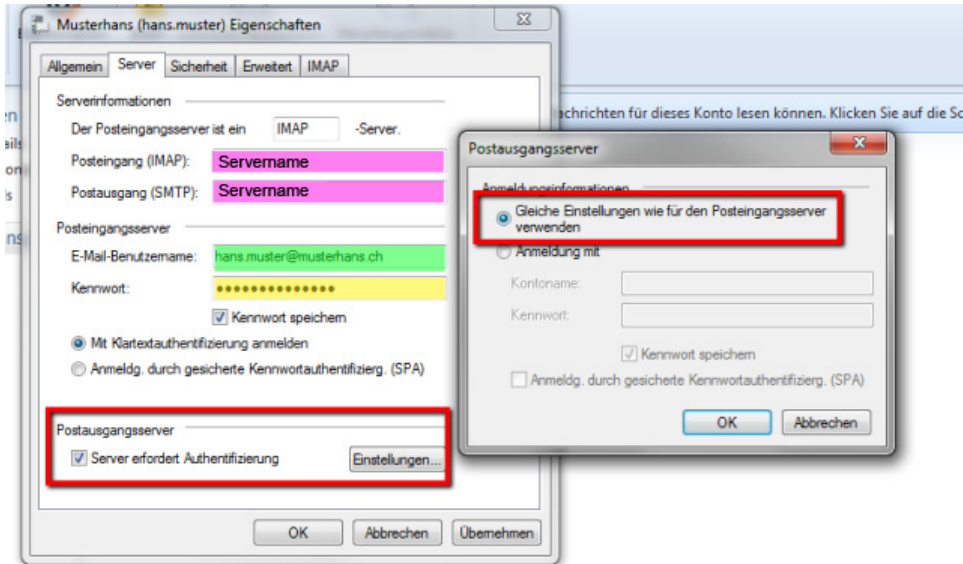 Musterhans (hans.muster) Eigenschaften
Allgemein Server Sicherheit Erweitert IMAP
Serverinformationen
Der Posteingangsserver ist ein IMAP -Server.
Posteingang (IMAP): Servername
Postausgang (SMTP): Servername
Posteingangsserver
E-Mail-Benutzername: hans.muster@musterhans.ch
Kennwort: ••••••••••••••
Kennwort speichern
Mit Klartextauthentifizierung anmelden
Anmeldg. durch gesicherte Kennwortauthentifizierg. (SPA)
Postausgangsserver
Server erfordert Authentifizierung Einstellungen...
OK Abbrechen Übernehmen
achrichten für dieses Konto lesen können. Klicken Sie auf die Sc
Postausgangsserver
Anmeldungsinformationen
Gleiche Einstellungen wie für den Posteingangsserver
verwenden
Anmeldung mit
Kontoname:
Kennwort:
Kennwort speichern
Anmeldg. durch gesicherte Kennwortauthentifizierg. (SPA)
OK Abbrechen